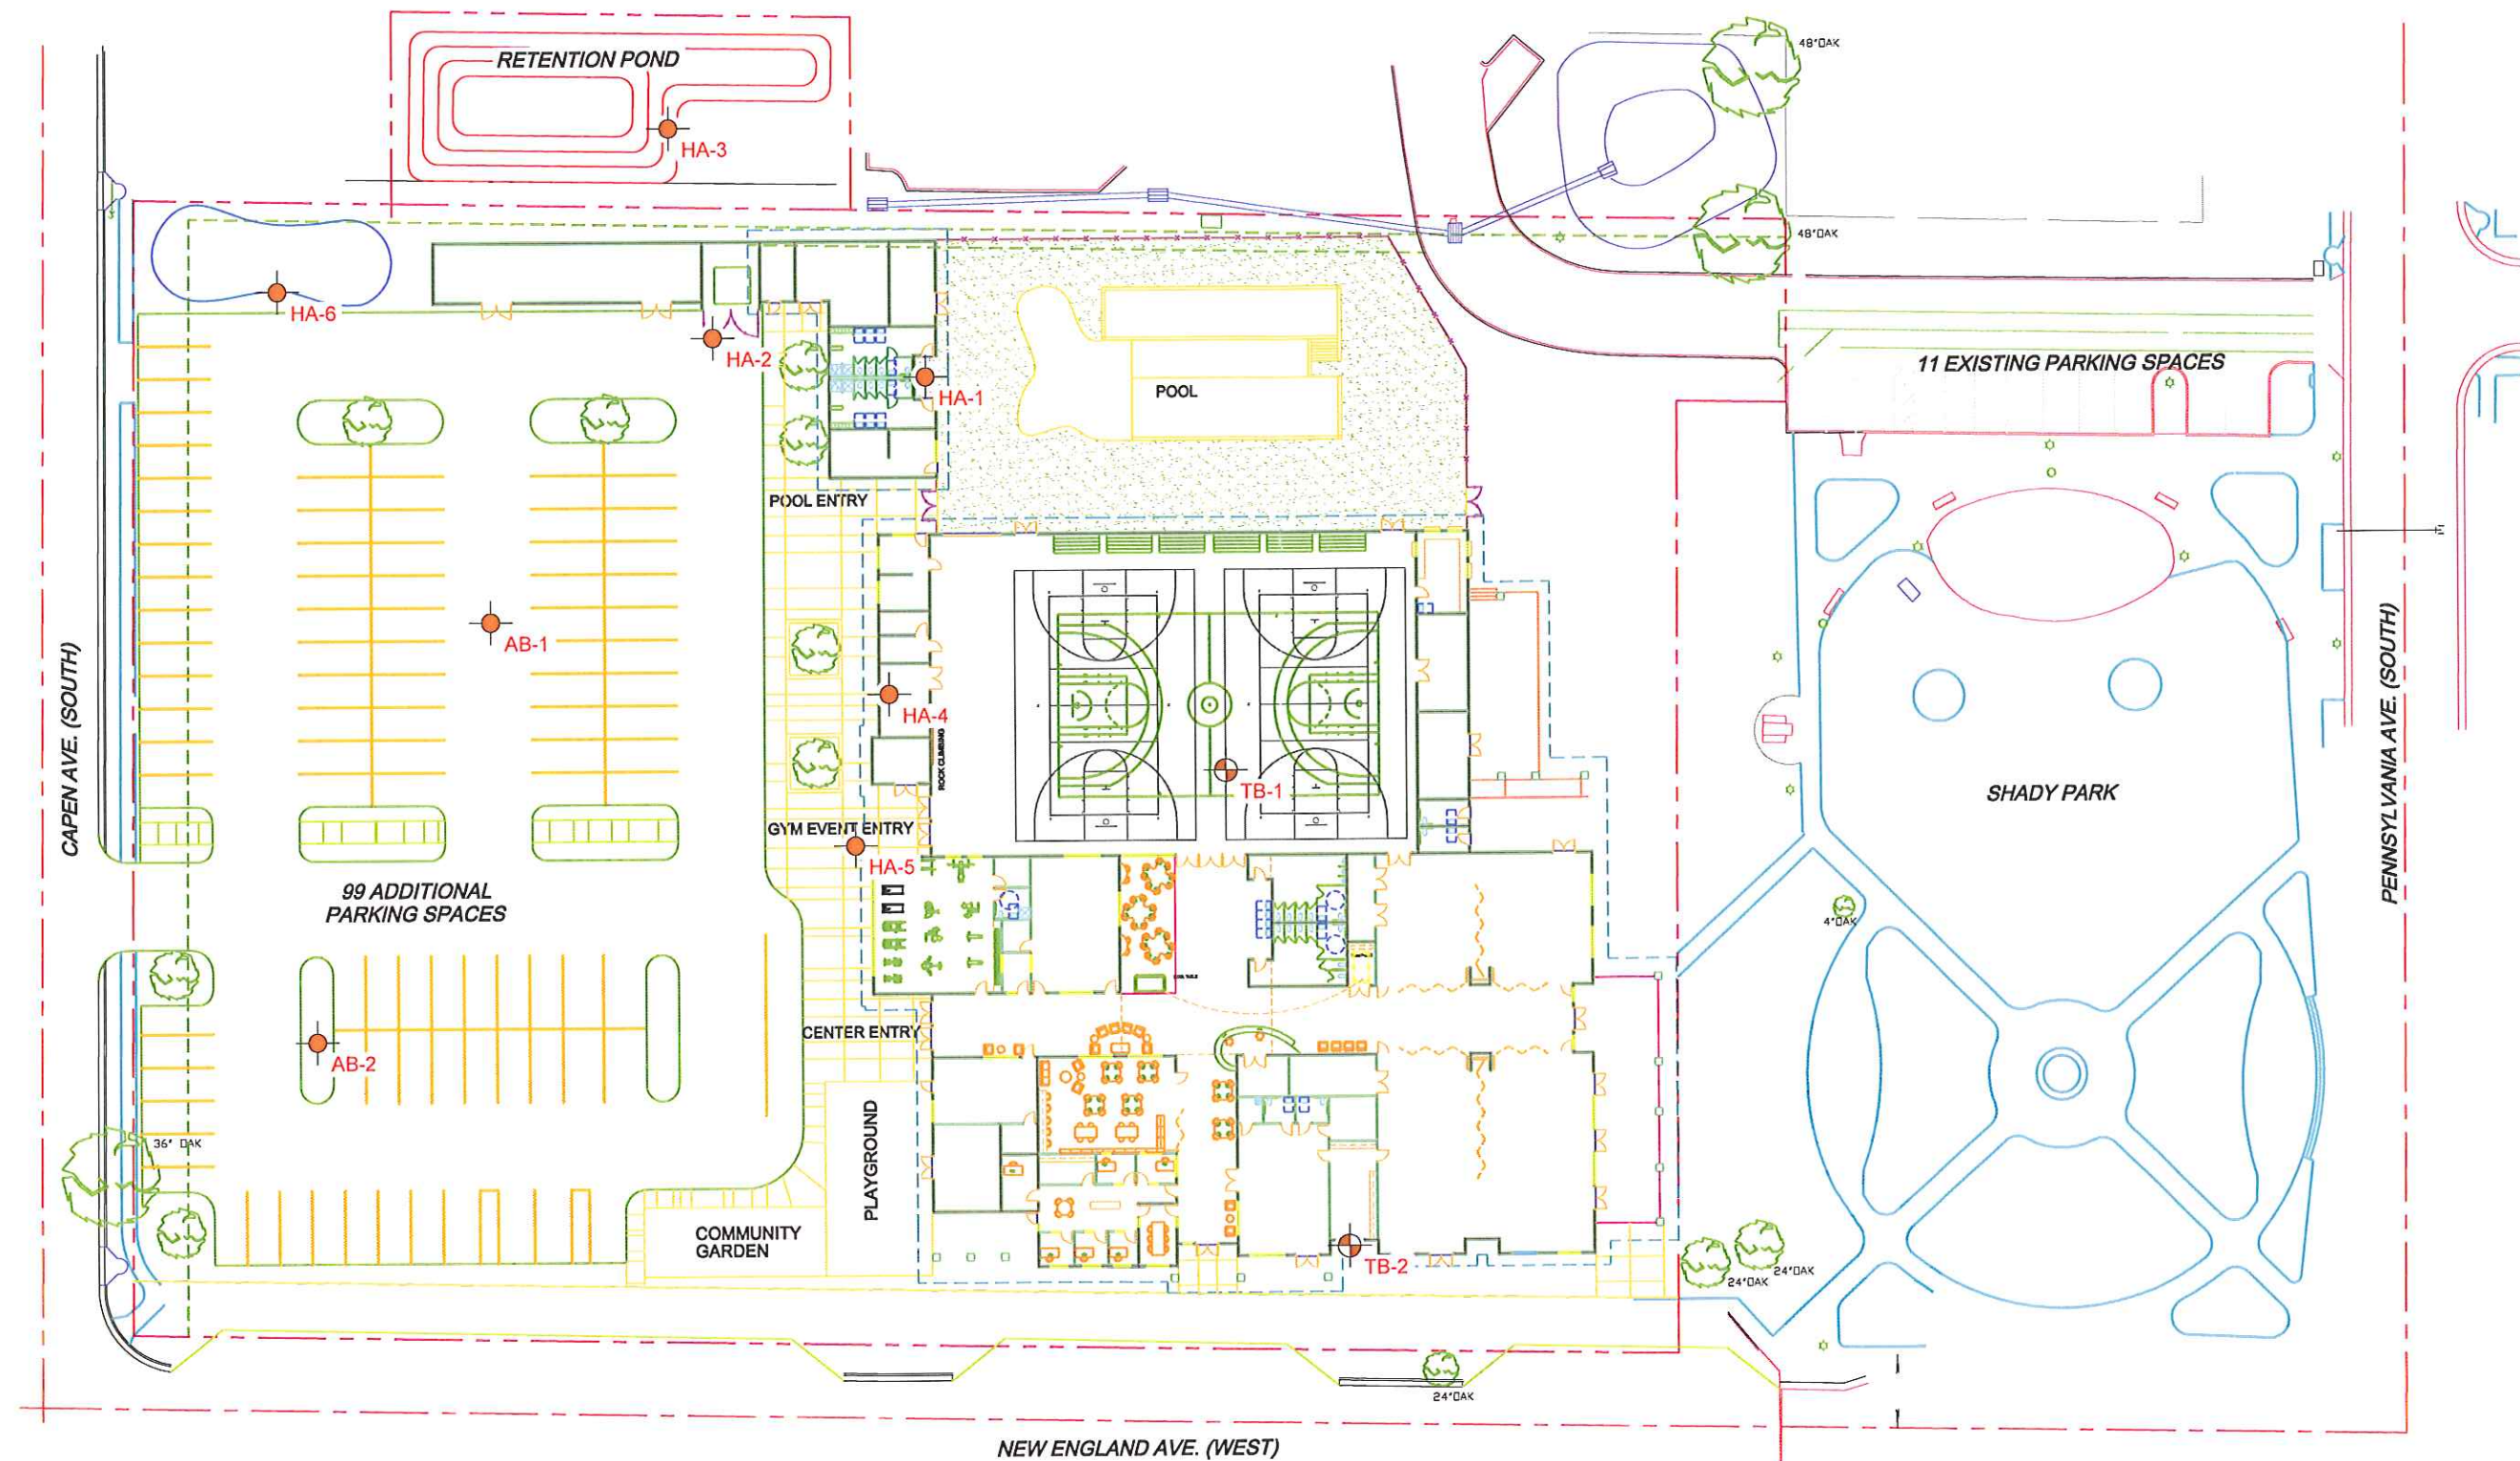 RETENTION POND
48"OAK
HA-3
48"OAK
HA-6
HA-2
11 EXISTING PARKING SPACES
HA-1
POOL
POOL ENTRY
AB-1
CAPEN AVE. (SOUTH)
HA-4
ROCK CLIMBING
TB-1
SHADY PARK
PENNSYLVANIA AVE. (SOUTH)
GYM EVENT ENTRY
HA-5
99 ADDITIONAL
PARKING SPACES
4"OAK
CENTER ENTRY
AB-2
PLAYGROUND
36" OAK
COMMUNITY
GARDEN
TB-2
24"OAK
24"OAK
24"OAK
NEW ENGLAND AVE. (WEST)